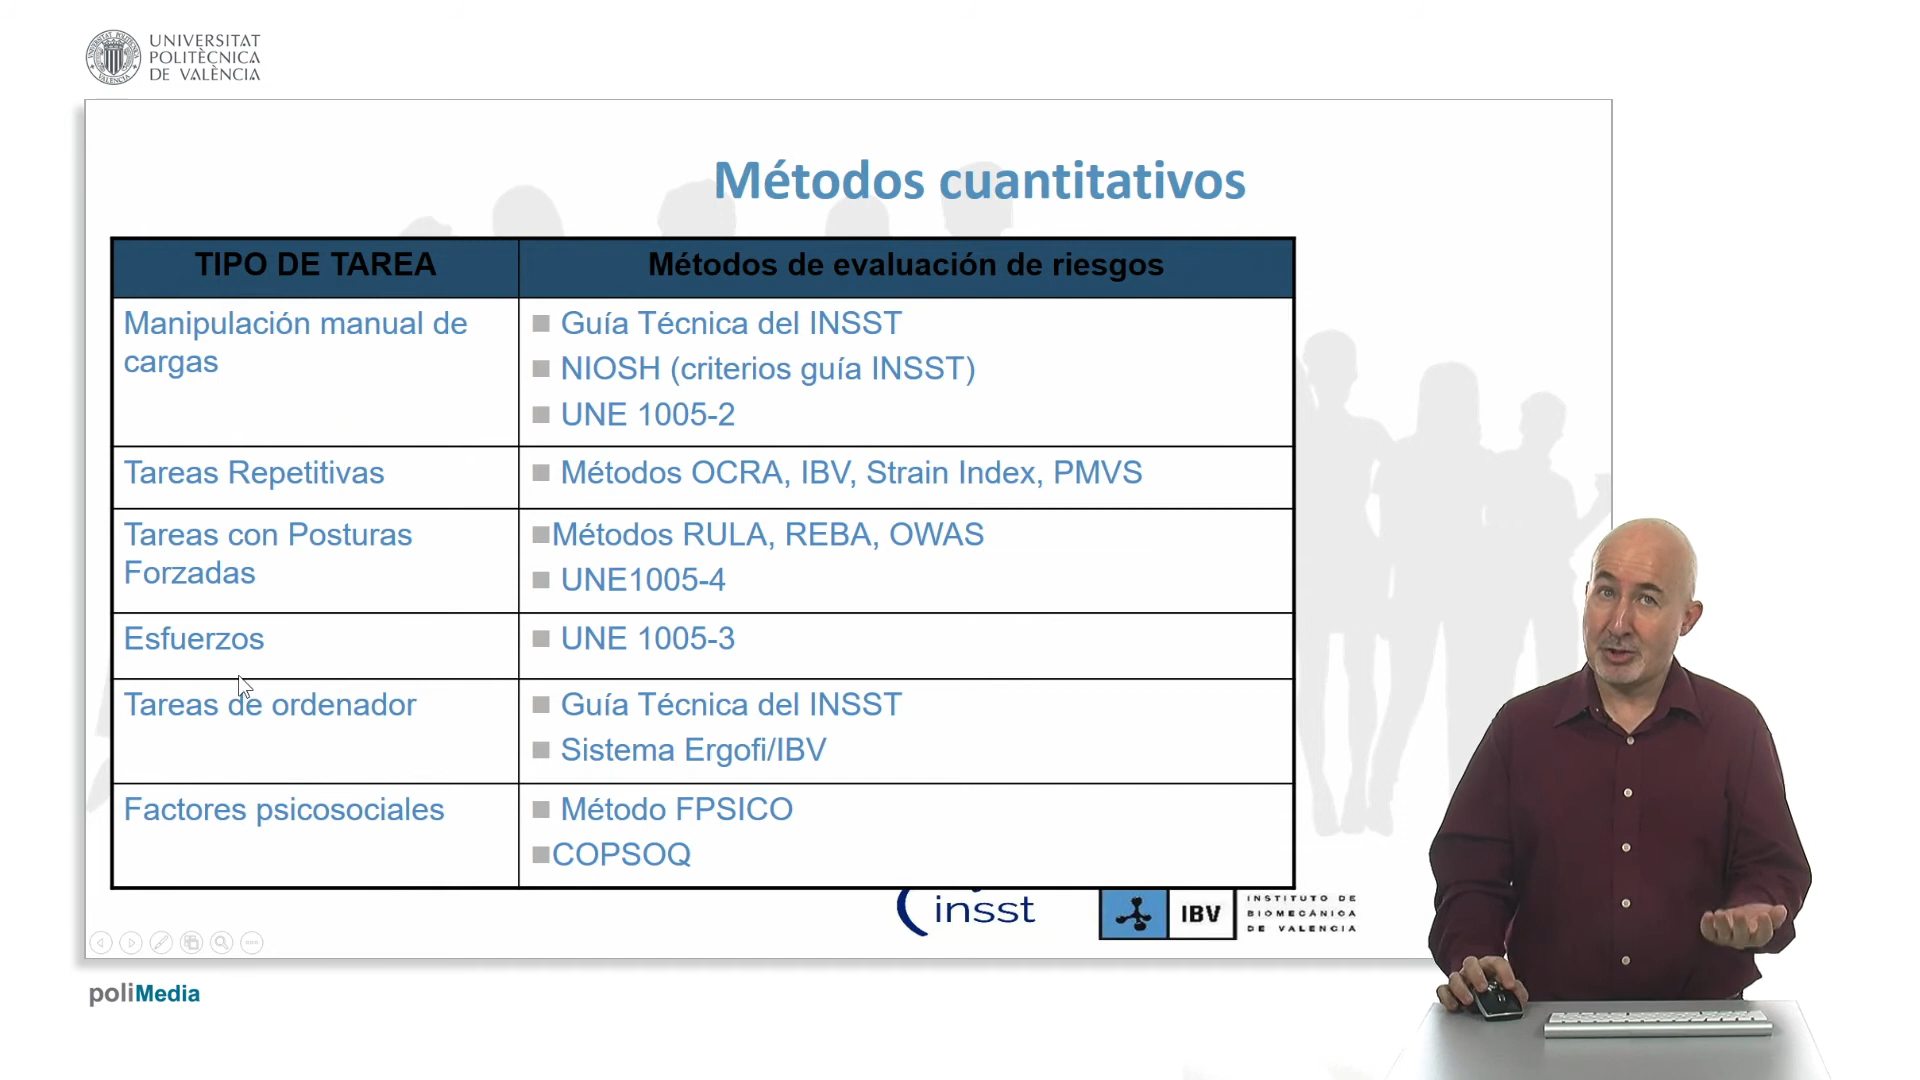 UNIVERSITAT
POLITÈCNICA
DE VALÈNCIA
Métodos cuantitativos
TIPO DE TAREA
Métodos de evaluación de riesgos
Manipulación manual de
cargas
Guía Técnica del INSST
NIOSH (criterios guía INSST)
UNE 1005-2
Tareas Repetitivas
Métodos OCRA, IBV, Strain Index, PMVS
Tareas con Posturas
Forzadas
Métodos RULA, REBA, OWAS
UNE1005-4
Esfuerzos
UNE 1005-3
Tareas de ordenador
Guía Técnica del INSST
Sistema Ergofi/IBV
Factores psicosociales
Método FPSICO
COPSOQ
insst
IBV
INSTITUTO DE
BIOMECÁNICA
DE VALENCIA
poliMedia